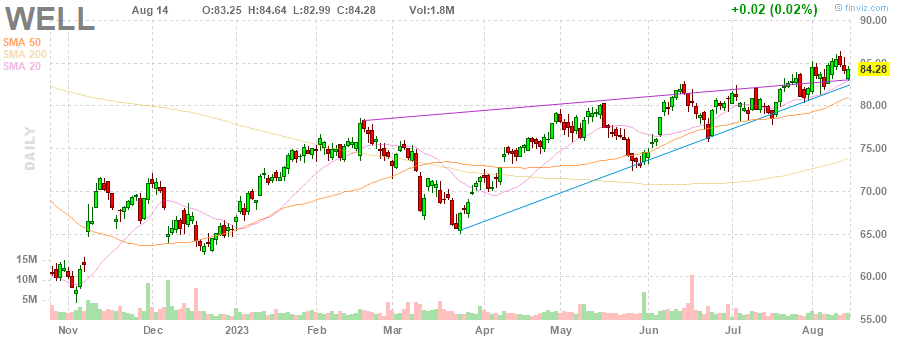 WELL
Aug 14 O:83.25 H:84.64 L:82.99 C:84.28 Vol:1.8M +0.02 (0.02%)
© finviz.com
SMA 50
SMA 200
SMA 20
DAILY
90.00
85.00
84.28
80.00
75.00
70.00
65.00
60.00
55.00
15M
10M
5M
Nov Dec 2023 Feb Mar Apr May Jun Jul Aug